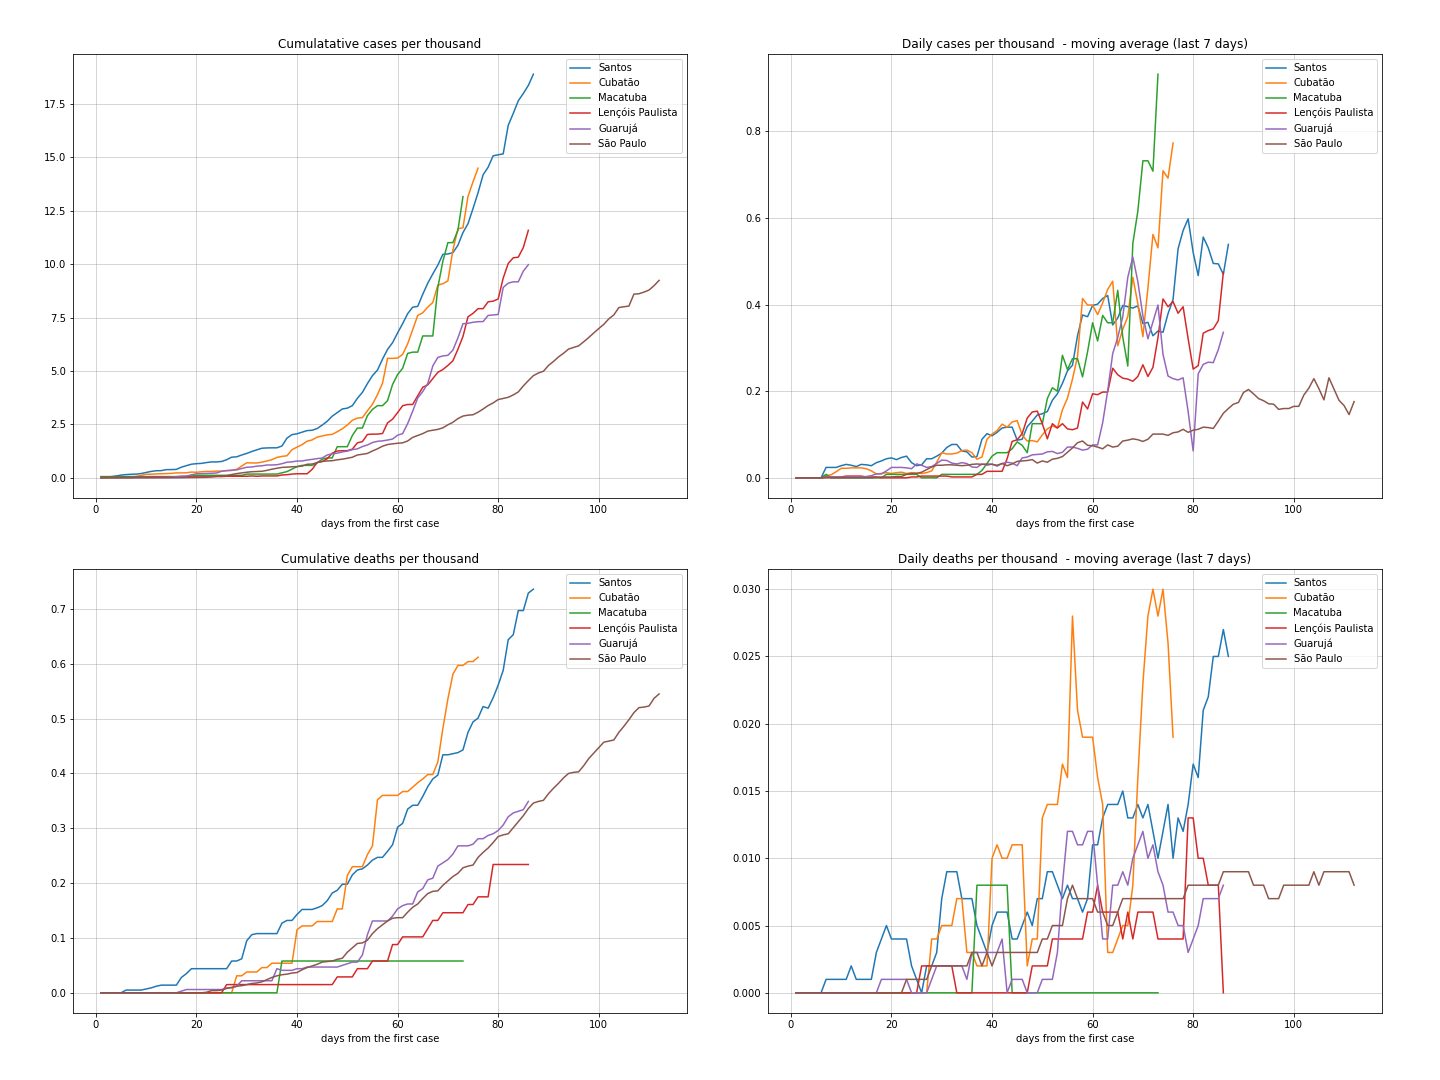 Cumulatative cases per thousand
17.5
15.0
12.5
10.0
7.5
5.0
2.5
0.0
0 20 40 60 80 100
days from the first case
Santos
Cubatão
Macatuba
Lençóis Paulista
Guarujá
São Paulo
Daily cases per thousand  - moving average (last 7 days)
0.8
0.6
0.4
0.2
0.0
0 20 40 60 80 100
days from the first case
Santos
Cubatão
Macatuba
Lençóis Paulista
Guarujá
São Paulo
Cumulative deaths per thousand
0.7
0.6
0.5
0.4
0.3
0.2
0.1
0.0
0 20 40 60 80 100
days from the first case
Santos
Cubatão
Macatuba
Lençóis Paulista
Guarujá
São Paulo
Daily deaths per thousand  - moving average (last 7 days)
0.030
0.025
0.020
0.015
0.010
0.005
0.000
0 20 40 60 80 100
days from the first case
Santos
Cubatão
Macatuba
Lençóis Paulista
Guarujá
São Paulo